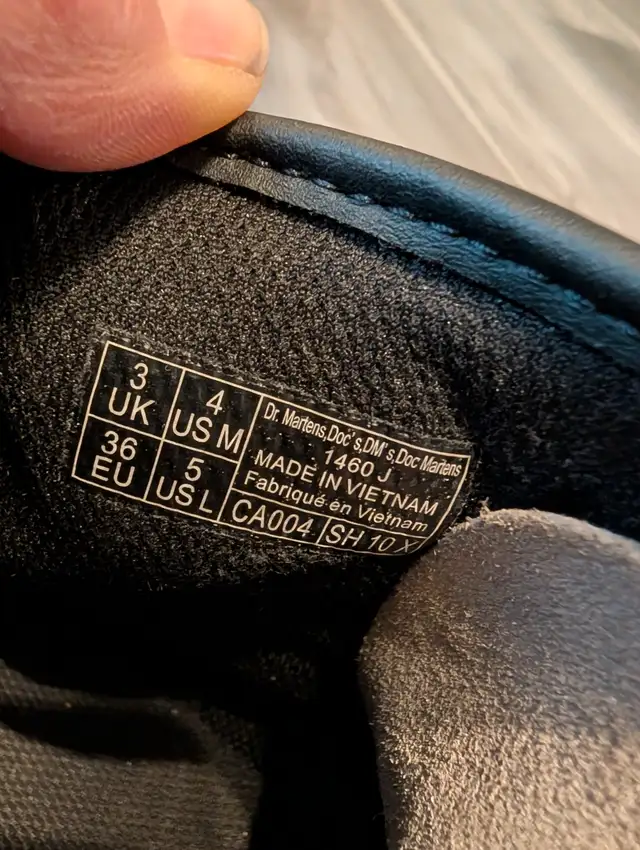 3
UK
4
US M
36
EU
5
US L
Dr. Martens,Doc's,DM's,Doc Martens
1460 J
MADE IN VIETNAM
Fabriqué en Vietnam
CA004
SH 10 X